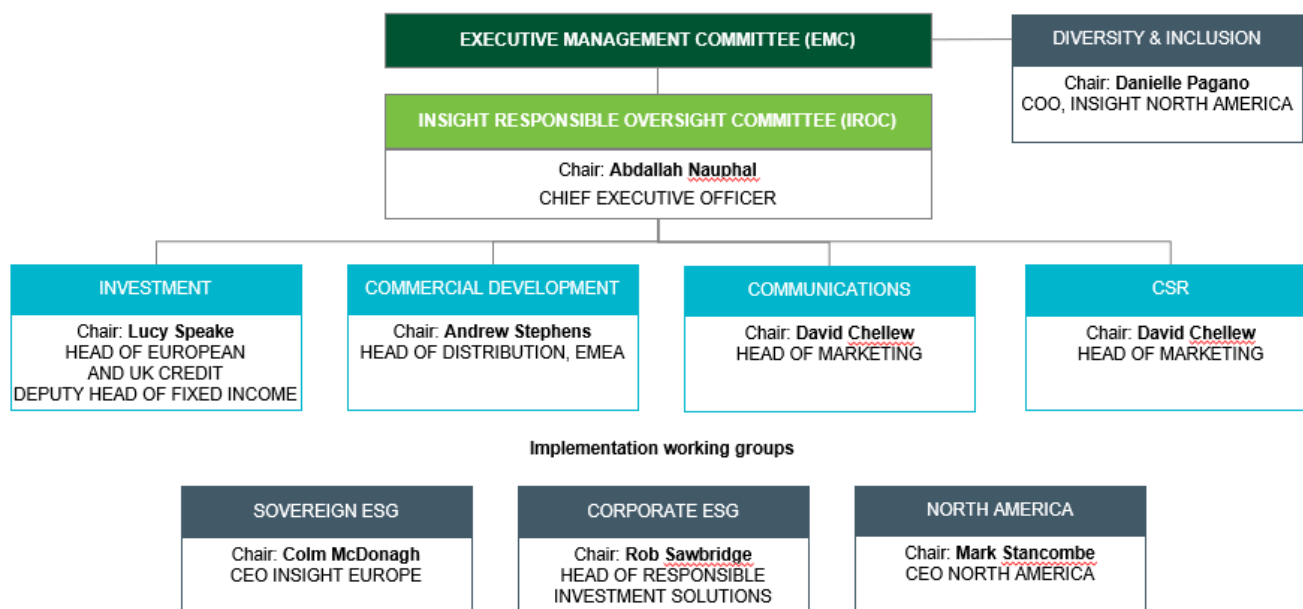 EXECUTIVE MANAGEMENT COMMITTEE (EMC)
DIVERSITY & INCLUSION
Chair: Danielle Pagano
COO, INSIGHT NORTH AMERICA
INSIGHT RESPONSIBLE OVERSIGHT COMMITTEE (IROC)
Chair: Abdallah Nauphal
CHIEF EXECUTIVE OFFICER
INVESTMENT
Chair: Lucy Speake
HEAD OF EUROPEAN
AND UK CREDIT
DEPUTY HEAD OF FIXED INCOME
COMMERCIAL DEVELOPMENT
Chair: Andrew Stephens
HEAD OF DISTRIBUTION, EMEA
COMMUNICATIONS
Chair: David Chellew
HEAD OF MARKETING
CSR
Chair: David Chellew
HEAD OF MARKETING
Implementation working groups
SOVEREIGN ESG
Chair: Colm McDonagh
CEO INSIGHT EUROPE
CORPORATE ESG
Chair: Rob Sawbridge
HEAD OF RESPONSIBLE
INVESTMENT SOLUTIONS
NORTH AMERICA
Chair: Mark Stancombe
CEO NORTH AMERICA